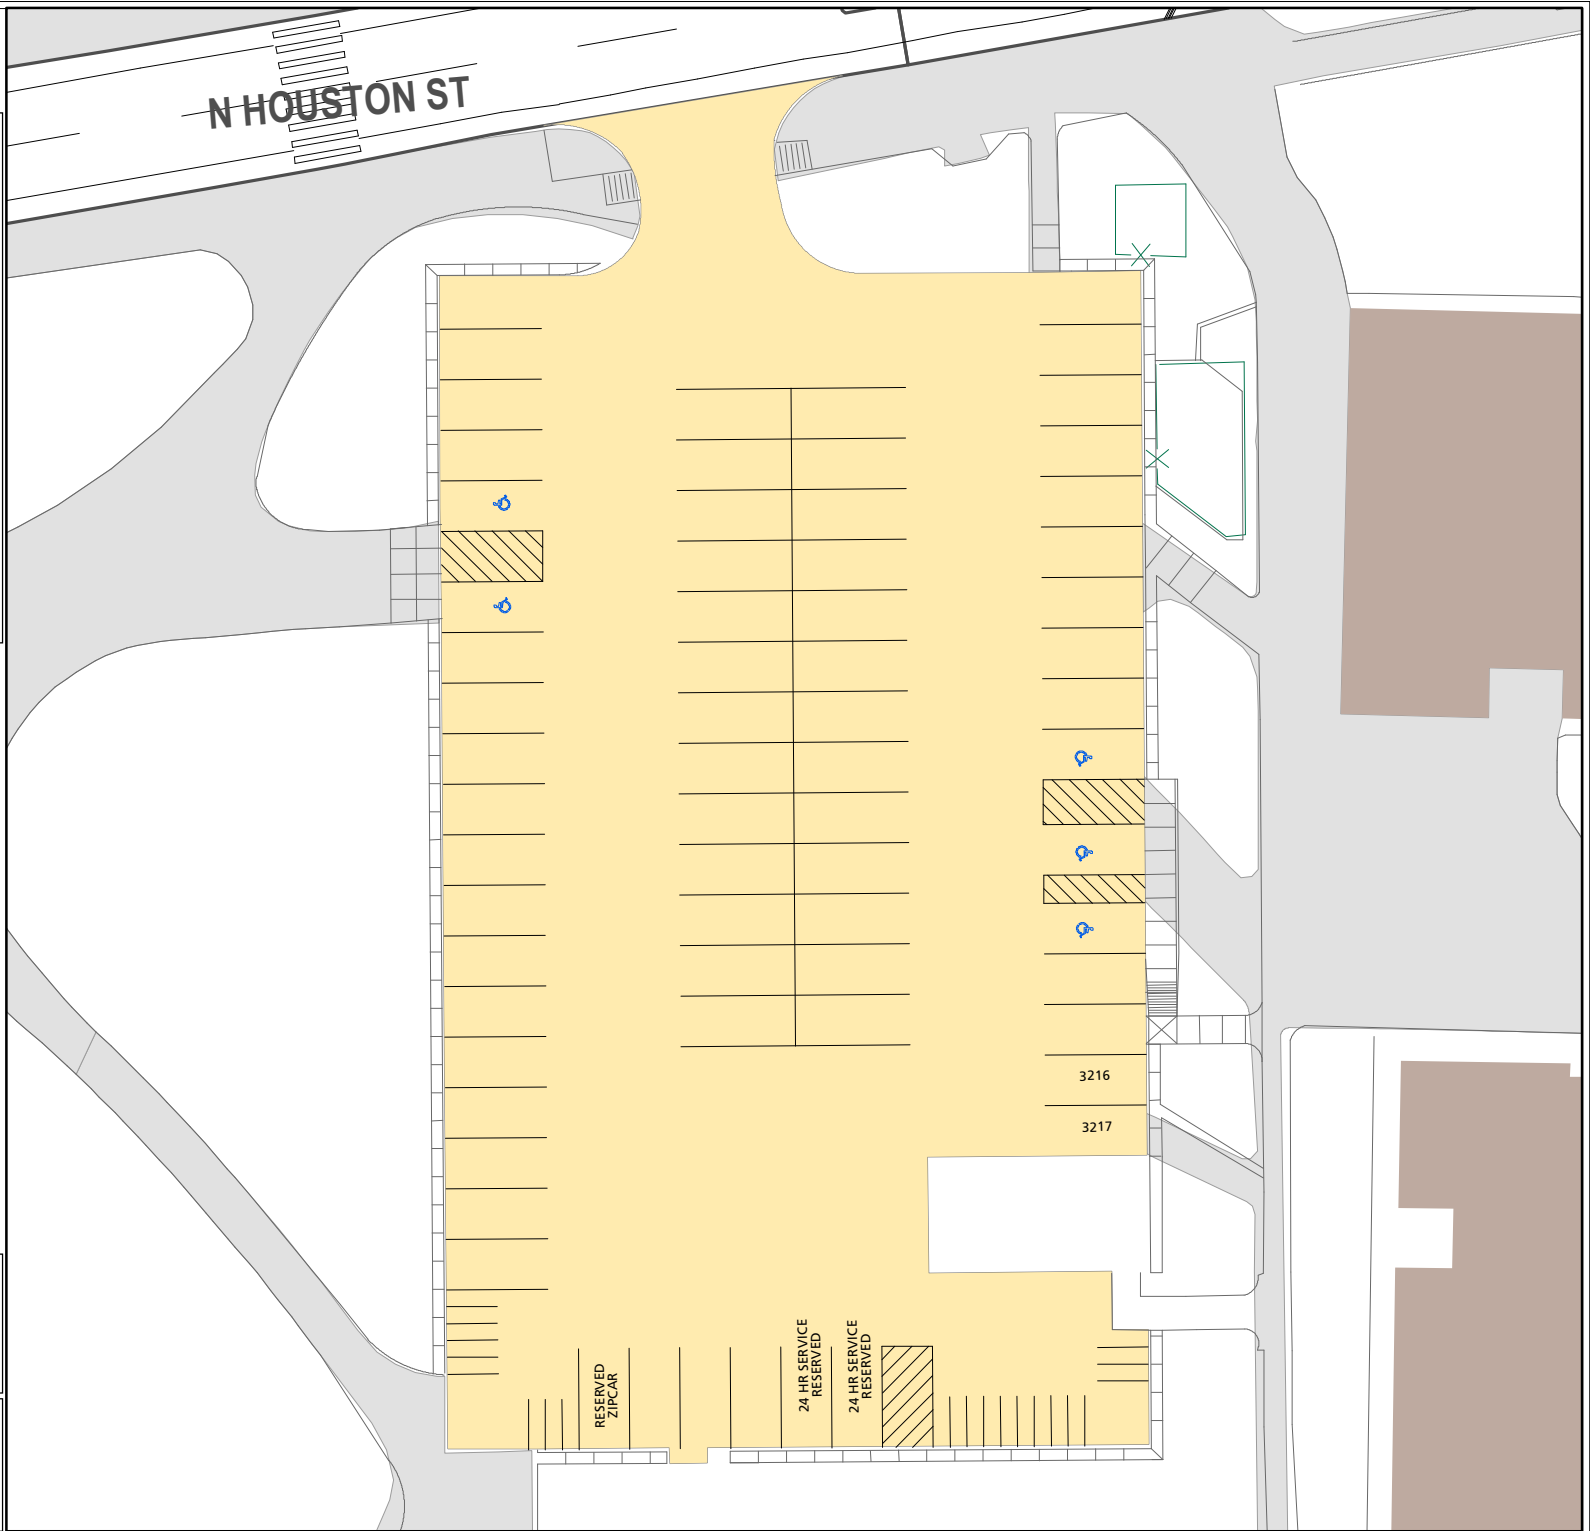 N HOUSTON ST
3216
3217
RESERVED
ZIPCAR
24 HR SERVICE
RESERVED
24 HR SERVICE
RESERVED